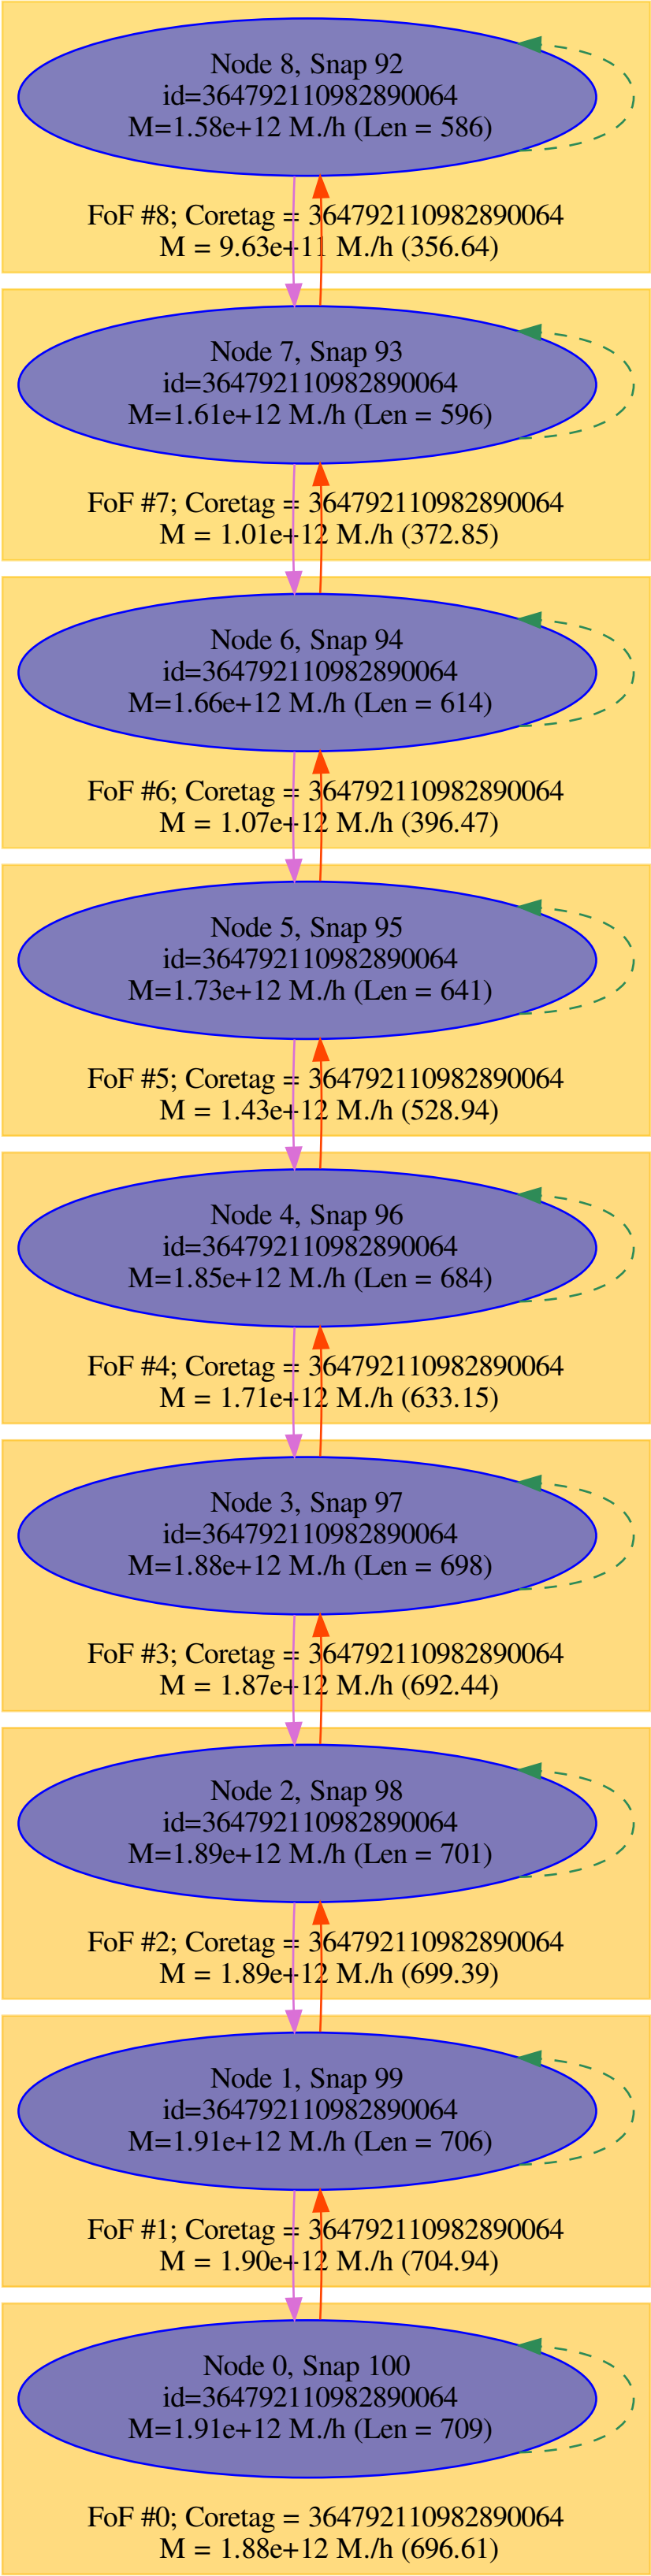 Node 8, Snap 92
id=364792110982890064
M=1.58e+12 M./h (Len = 586)
FoF #8; Coretag = 364792110982890064
M = 9.63e+11 M./h (356.64)
Node 7, Snap 93
id=364792110982890064
M=1.61e+12 M./h (Len = 596)
FoF #7; Coretag = 364792110982890064
M = 1.01e+12 M./h (372.85)
Node 6, Snap 94
id=364792110982890064
M=1.66e+12 M./h (Len = 614)
FoF #6; Coretag = 364792110982890064
M = 1.07e+12 M./h (396.47)
Node 5, Snap 95
id=364792110982890064
M=1.73e+12 M./h (Len = 641)
FoF #5; Coretag = 364792110982890064
M = 1.43e+12 M./h (528.94)
Node 4, Snap 96
id=364792110982890064
M=1.85e+12 M./h (Len = 684)
FoF #4; Coretag = 364792110982890064
M = 1.71e+12 M./h (633.15)
Node 3, Snap 97
id=364792110982890064
M=1.88e+12 M./h (Len = 698)
FoF #3; Coretag = 364792110982890064
M = 1.87e+12 M./h (692.44)
Node 2, Snap 98
id=364792110982890064
M=1.89e+12 M./h (Len = 701)
FoF #2; Coretag = 364792110982890064
M = 1.89e+12 M./h (699.39)
Node 1, Snap 99
id=364792110982890064
M=1.91e+12 M./h (Len = 706)
FoF #1; Coretag = 364792110982890064
M = 1.90e+12 M./h (704.94)
Node 0, Snap 100
id=364792110982890064
M=1.91e+12 M./h (Len = 709)
FoF #0; Coretag = 364792110982890064
M = 1.88e+12 M./h (696.61)